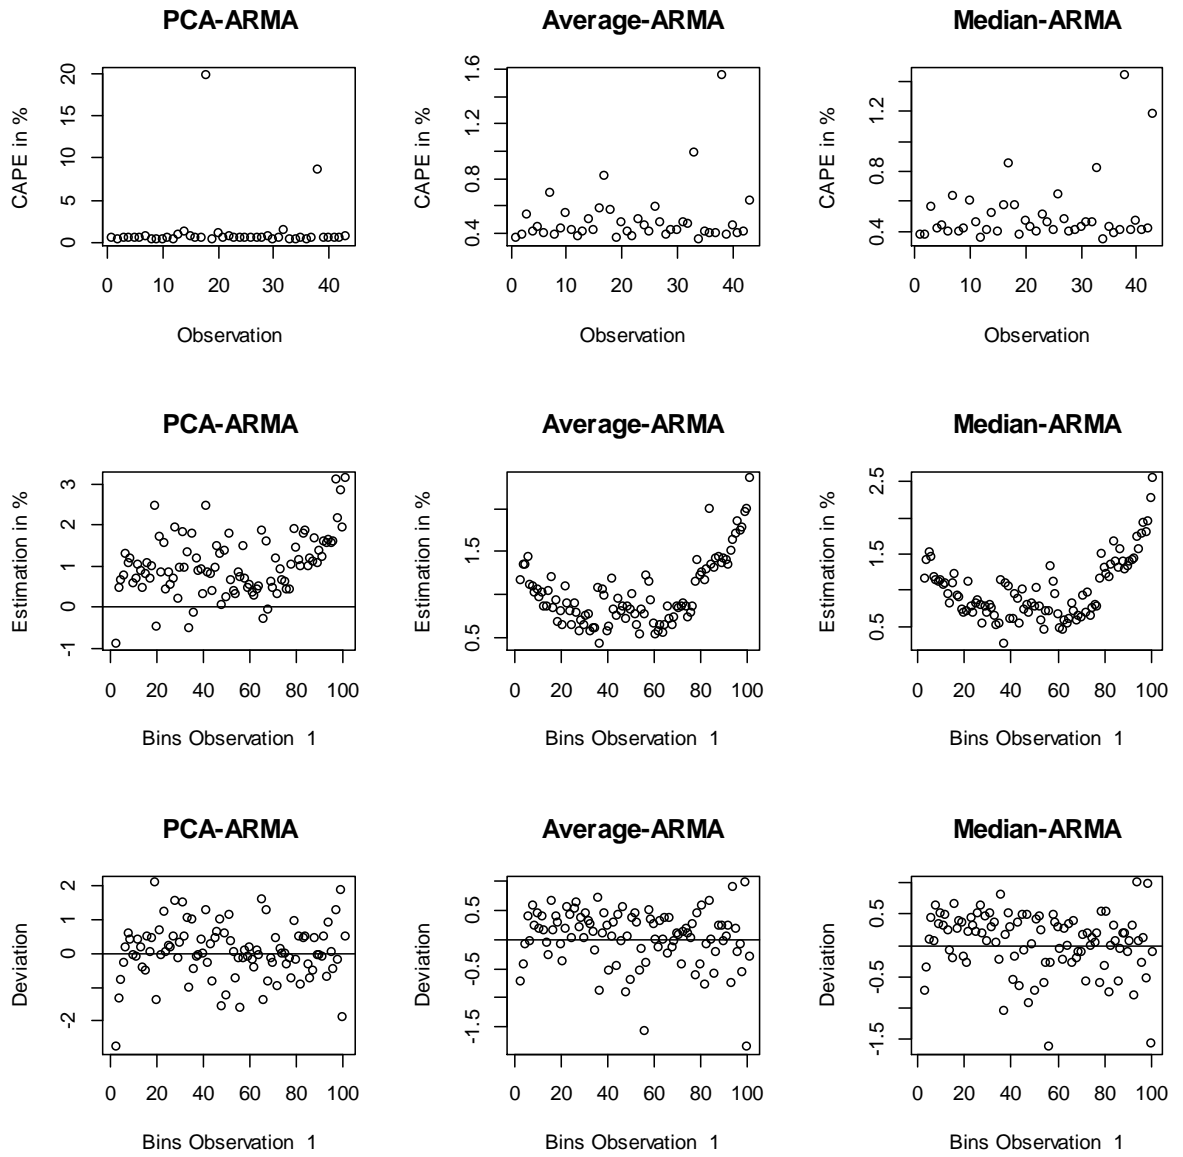 PCA-ARMA
CAPE in %
20
15
10
5
0
0 10 20 30 40
Observation
Average-ARMA
CAPE in %
1.6
1.2
0.8
0.4
0 10 20 30 40
Observation
Median-ARMA
CAPE in %
1.2
0.8
0.4
0 10 20 30 40
Observation
PCA-ARMA
Estimation in %
3
2
1
0
-1
0 20 40 60 80 100
Bins Observation 1
Average-ARMA
Estimation in %
1.5
0.5
0 20 40 60 80 100
Bins Observation 1
Median-ARMA
Estimation in %
2.5
1.5
0.5
0 20 40 60 80 100
Bins Observation 1
PCA-ARMA
Deviation
2
1
0
-2
0 20 40 60 80 100
Bins Observation 1
Average-ARMA
Deviation
0.5
-0.5
-1.5
0 20 40 60 80 100
Bins Observation 1
Median-ARMA
Deviation
0.5
-0.5
-1.5
0 20 40 60 80 100
Bins Observation 1